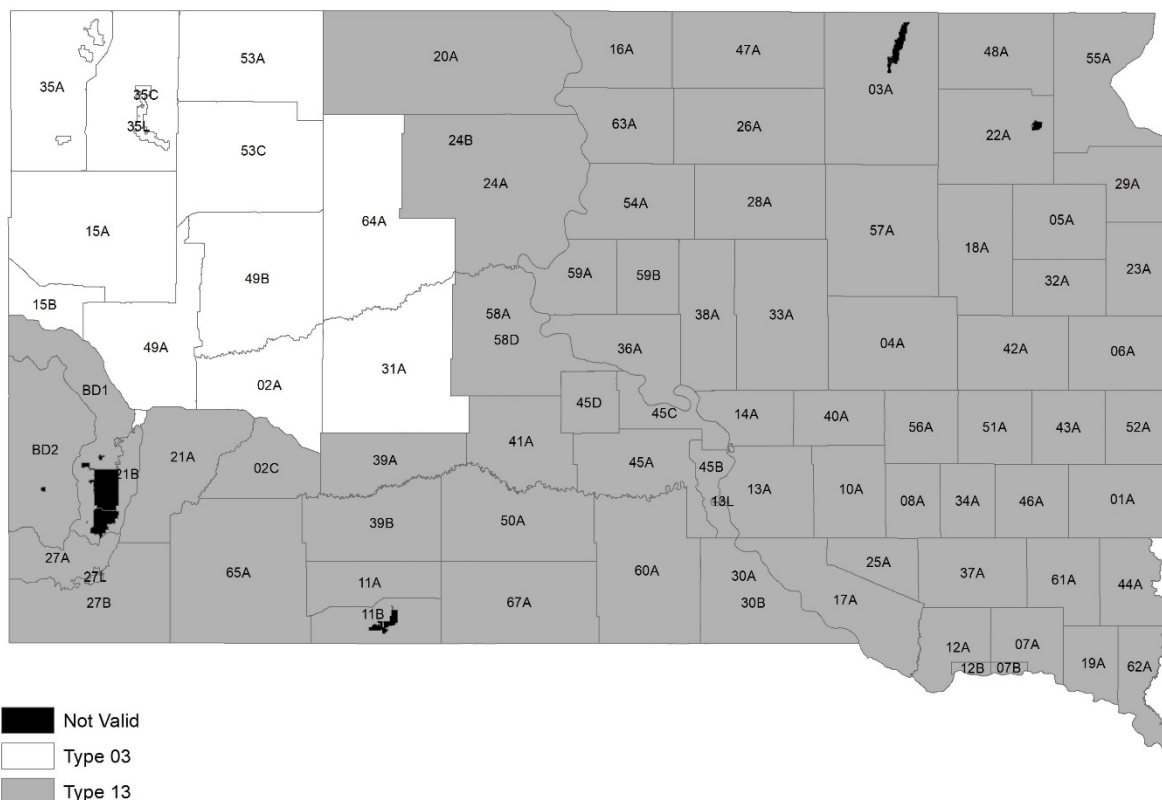 16A 47A 48A
53A 20A 55A
35A 35C 03A
35L 63A 26A 22A
53C 24B
24A 29A
54A 28A 05A
64A 57A
15A 18A
49B 59A 59B 23A
15B 32A
58A 38A 33A
58D 36A 04A 42A 06A
49A
02A 31A
BD1
45D 45C 14A 40A
56A 51A 43A 52A
BD2 41A
21B 21A 02C 39A 45A 45B
13L 13A 10A 08A 34A 46A 01A
39B 50A
27A 25A
27L 65A 11A 60A 30A 37A 61A 44A
27B 67A 30B 17A
11B
12A 07A
12B 07B 19A 62A
Not Valid
Type 03
Type 13